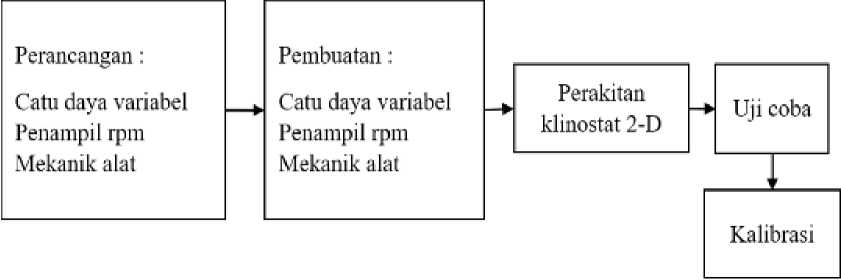 Perancangan :
Catu daya variabel
Penampil rpm
Mekanik alat
Pembuatan :
Catu daya variabel
Penampil rpm
Mekanik alat
Perakitan
klinostat 2-D
Uji coba
Kalibrasi